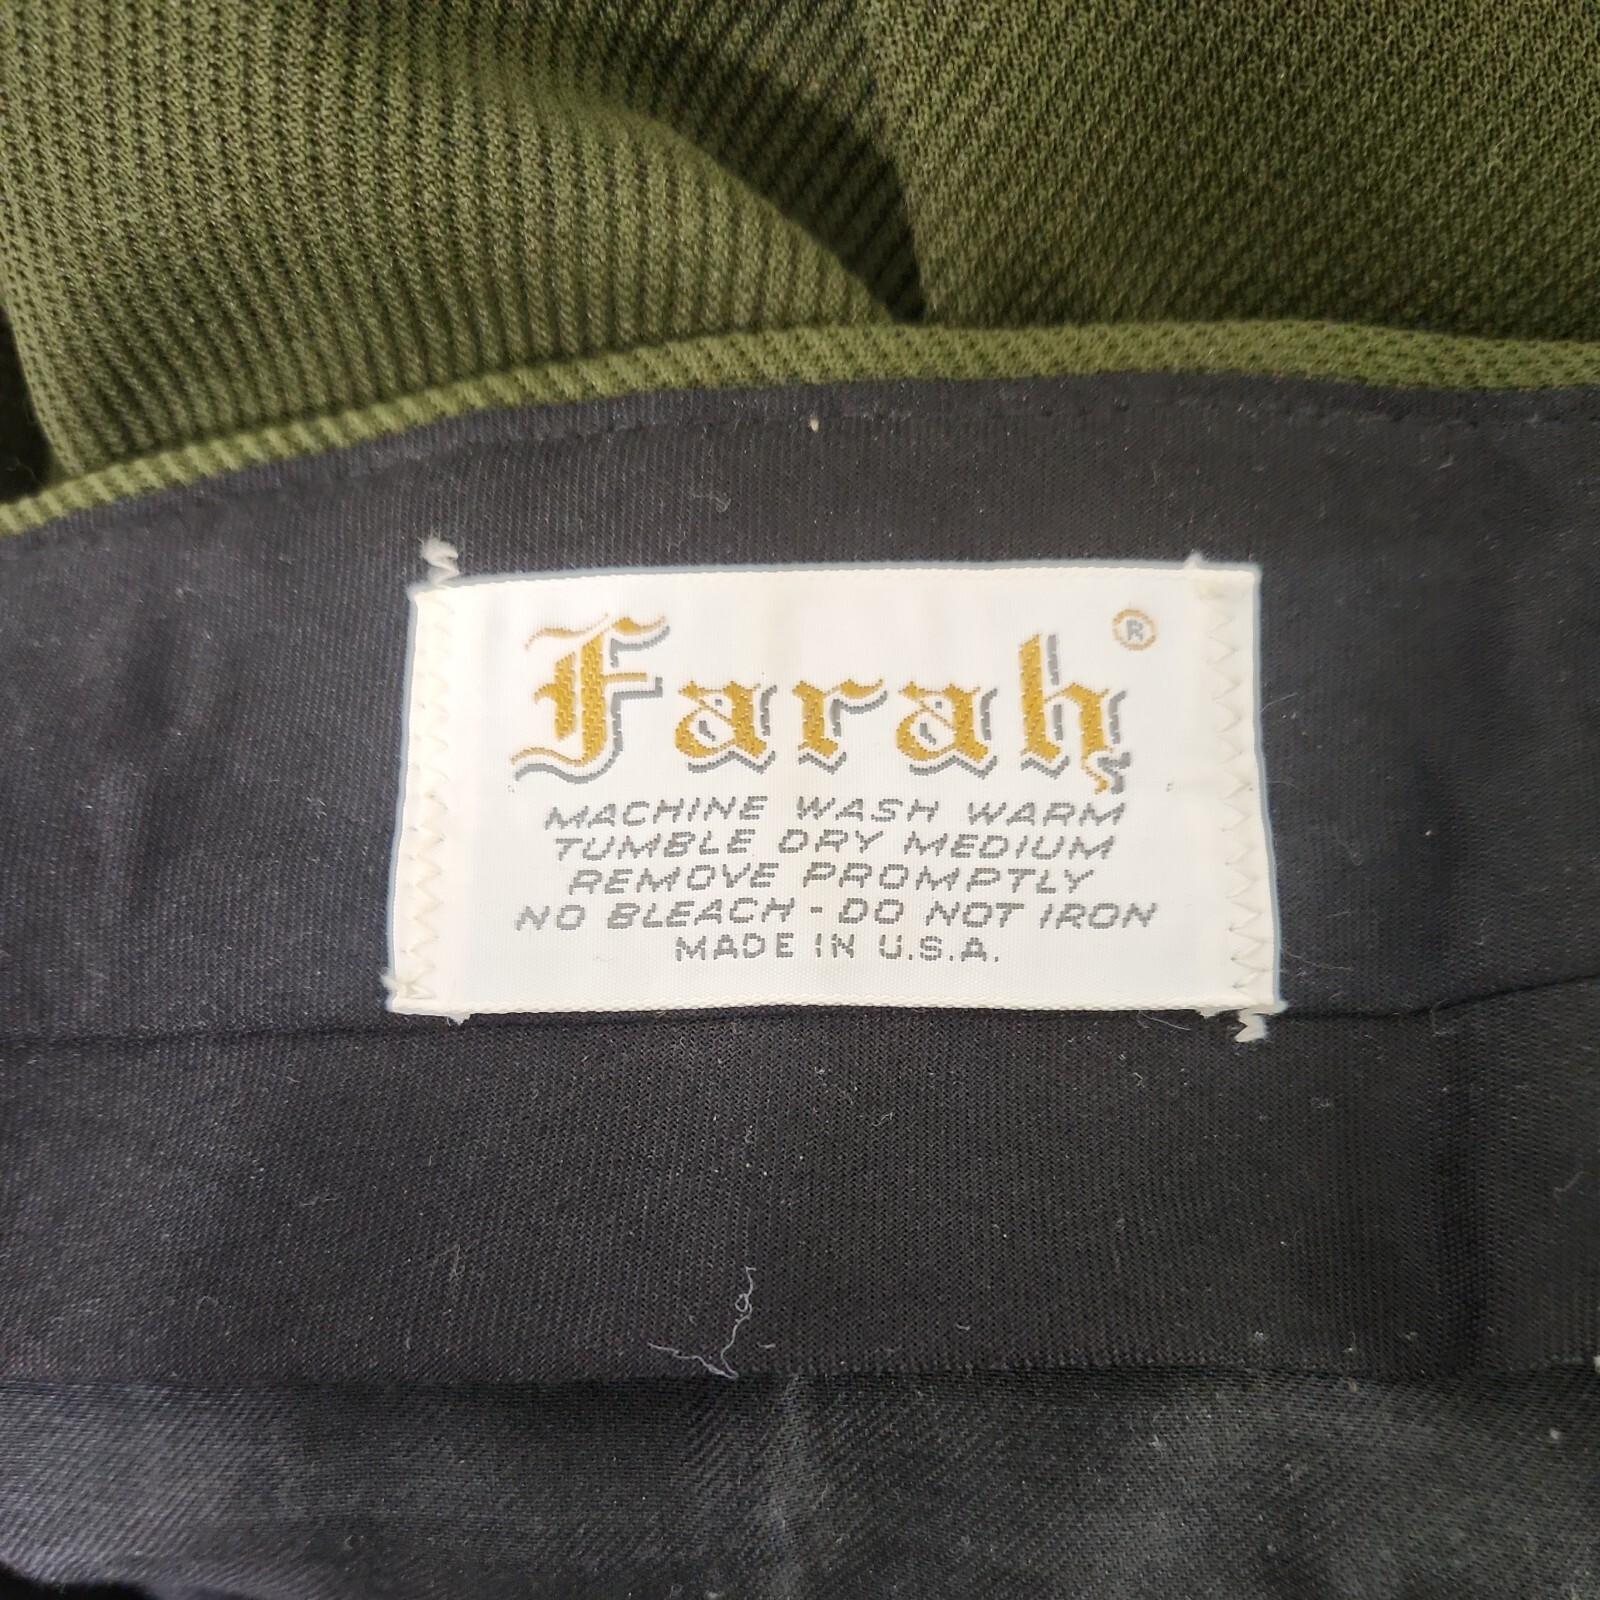 Farah®
MACHINE WASH WARM
TUMBLE DRY MEDIUM
REMOVE PROMPTLY
NO BLEACH - DO NOT IRON
MADE IN U.S.A.